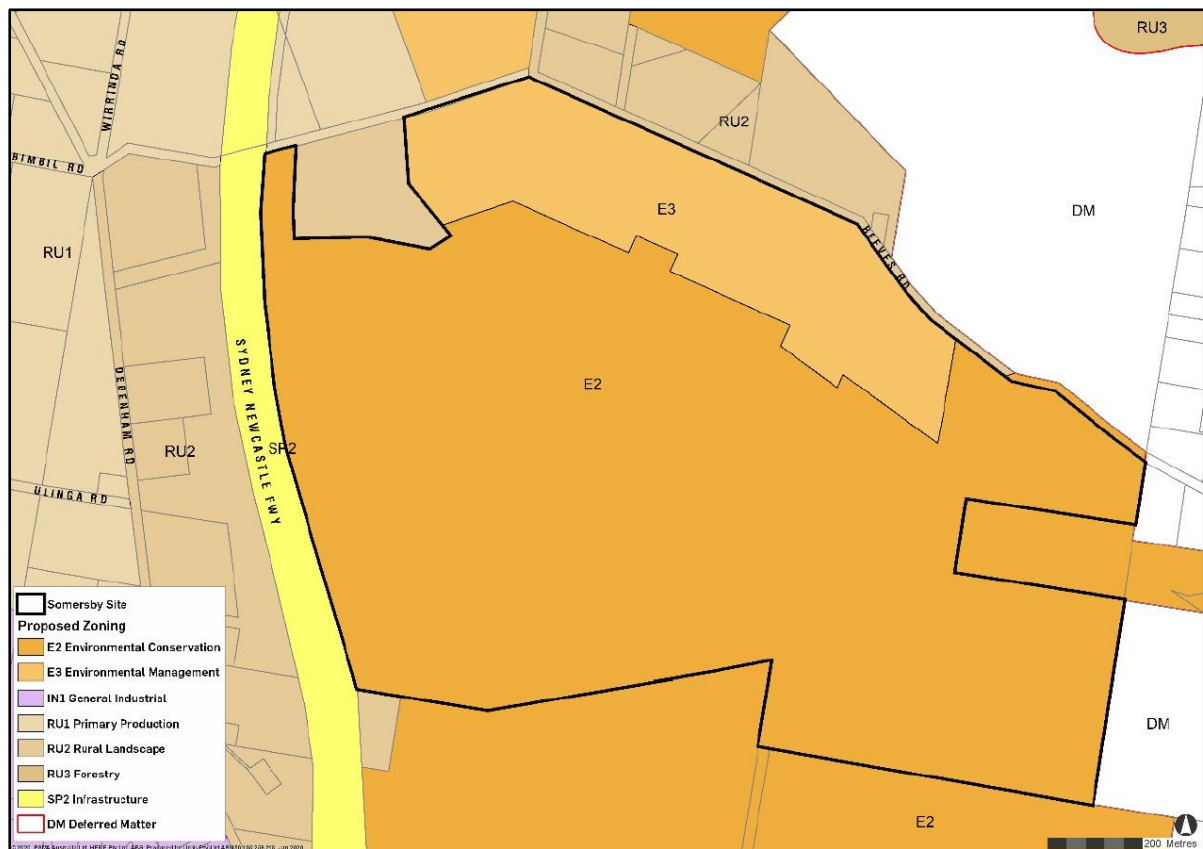 RU3
WIRRINDA RD
RU2
BIMBIL RD
E3
DM
RU1
REEVES RD
SYDNEY NEWCASTLE FWY
E2
DEBENHAM RD
RU2
SP2
ULINGA RD
Somersby Site
Proposed Zoning
E2 Environmental Conservation
E3 Environmental Management
IN1 General Industrial
RU1 Primary Production
RU2 Rural Landscape
RU3 Forestry
SP2 Infrastructure
DM Deferred Matter
DM
E2
200 Metres